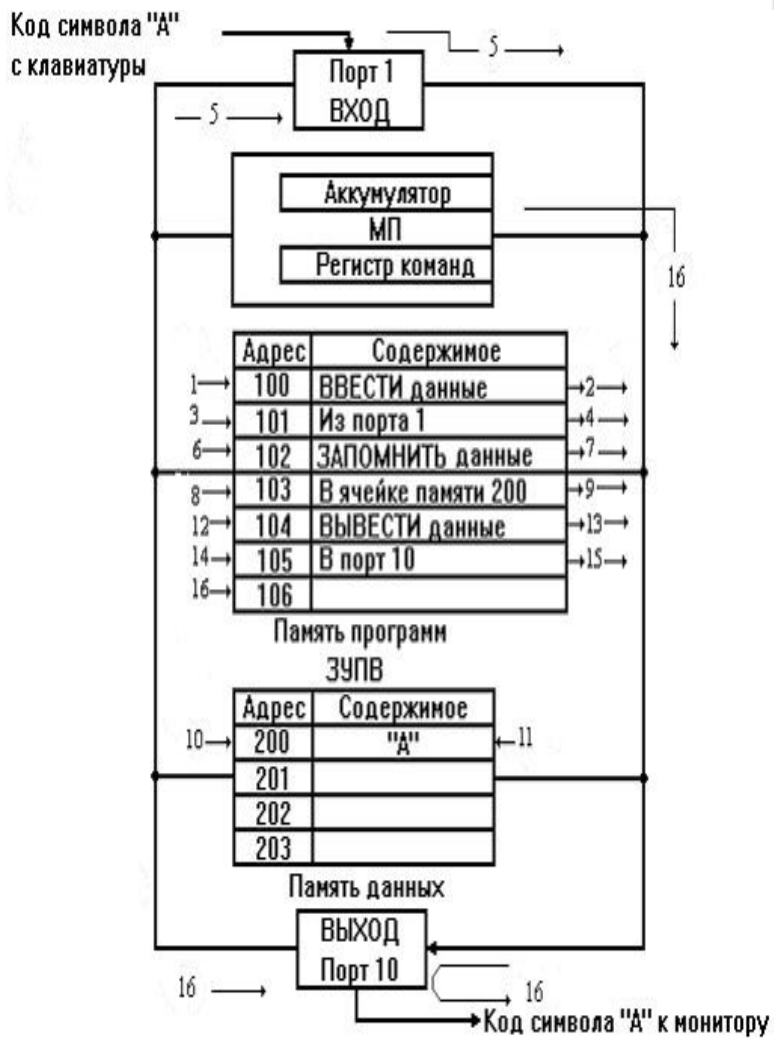 Код символа "А"
с клавиатуры
5
Порт 1
ВХОД
5
Аккумулятор
МП
Регистр команд
16
Адрес Содержимое
1 100 ВВЕСТИ данные 2
3 101 Из порта 1 4
6 102 ЗАПОМНИТЬ данные 7
8 103 В ячейке памяти 200 9
12 104 ВЫВЕСТИ данные 13
14 105 В порт 10 15
16 106
Память программ
ЗУПВ
Адрес Содержимое
10 200 "А" 11
201
202
203
Память данных
ВЫХОД
Порт 10
16 16
Код символа "А" к монитору